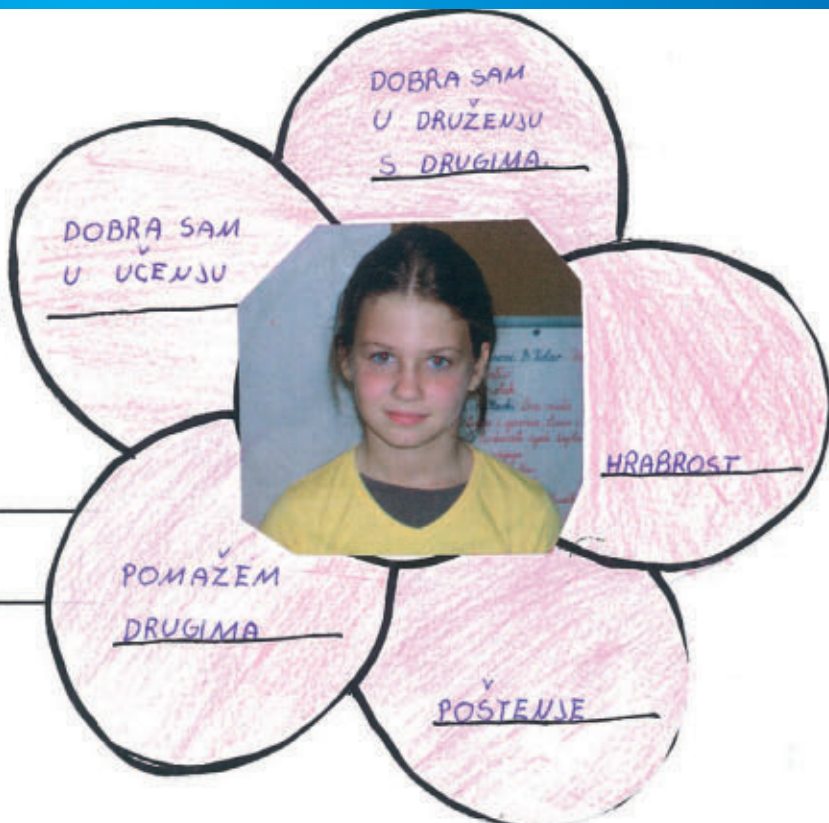 DOBRA SAM
U DRUŽENJU
S DRUGIMA.
DOBRA SAM
U UČENJU
HRABROST
POMAŽEM
DRUGIMA
POŠTENJE